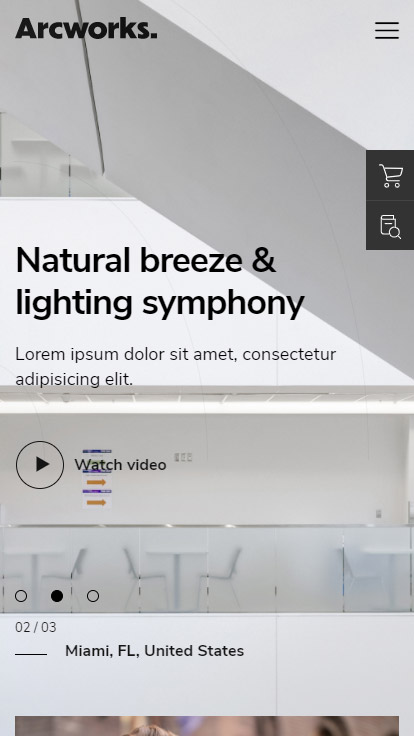 Arcworks.
Natural breeze &
lighting symphony
Lorem ipsum dolor sit amet, consectetur
adipisicing elit.
Watch video
02 / 03
Miami, FL, United States